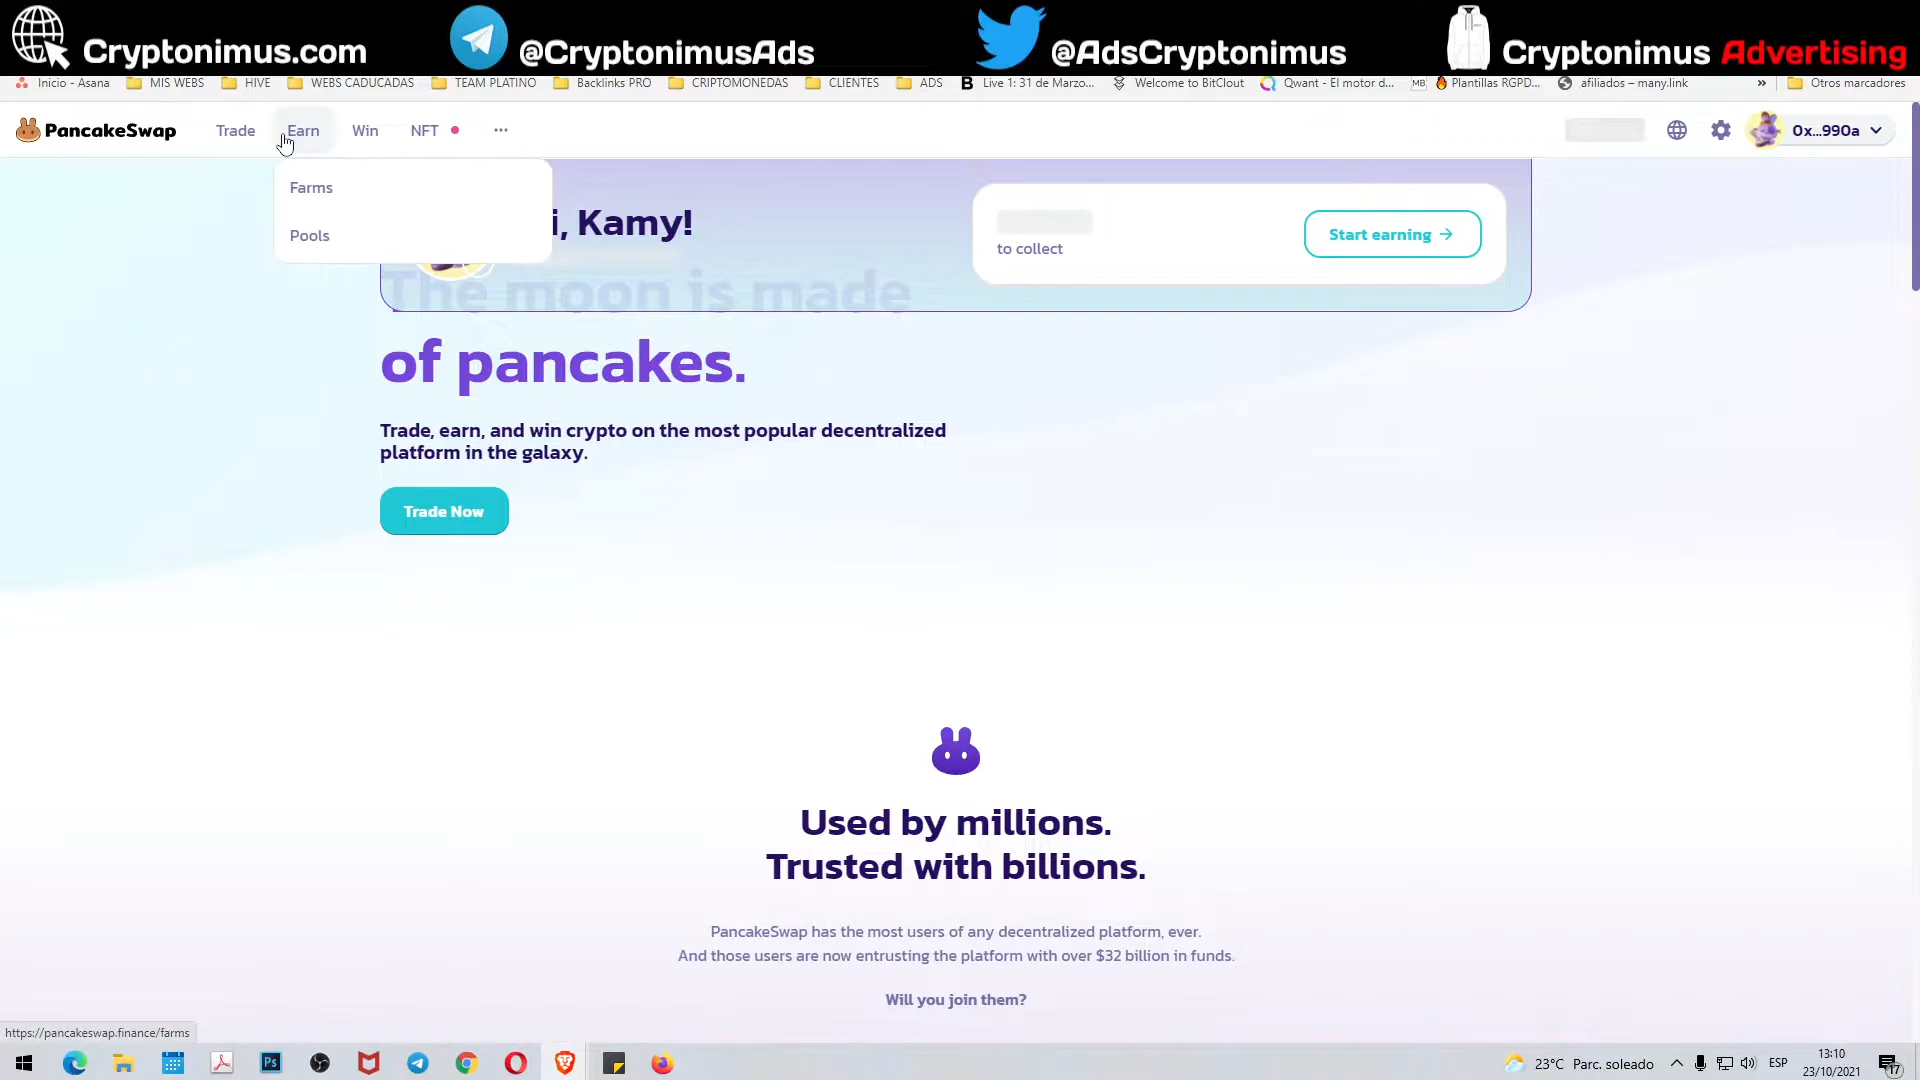 Cryptonimus.com
@CryptonimusAds
@AdsCryptonimus
Cryptonimus Advertising
Inicio - Asana
MIS WEBS
HIVE
WEBS CADUCADAS
TEAM PLATINO
Backlinks PRO
CRIPTOMONEDAS
CLIENTES
ADS
B
Live 1: 31 de Marzo...
Welcome to BitClout
Qwant - El motor d...
MB
Plantillas RGPD...
afiliados – many.link
»
Otros marcadores
PancakeSwap
Trade
Earn
Win
NFT
0x...990a
Farms
Pools
i, Kamy!
to collect
Start earning
The moon is made
of pancakes.
Trade, earn, and win crypto on the most popular decentralized
platform in the galaxy.
Trade Now
Used by millions.
Trusted with billions.
PancakeSwap has the most users of any decentralized platform, ever.
And those users are now entrusting the platform with over $32 billion in funds.
Will you join them?
https://pancakeswap.finance/farms
Ps
23°C Parc. soleado
ESP
13:10
23/10/2021
17